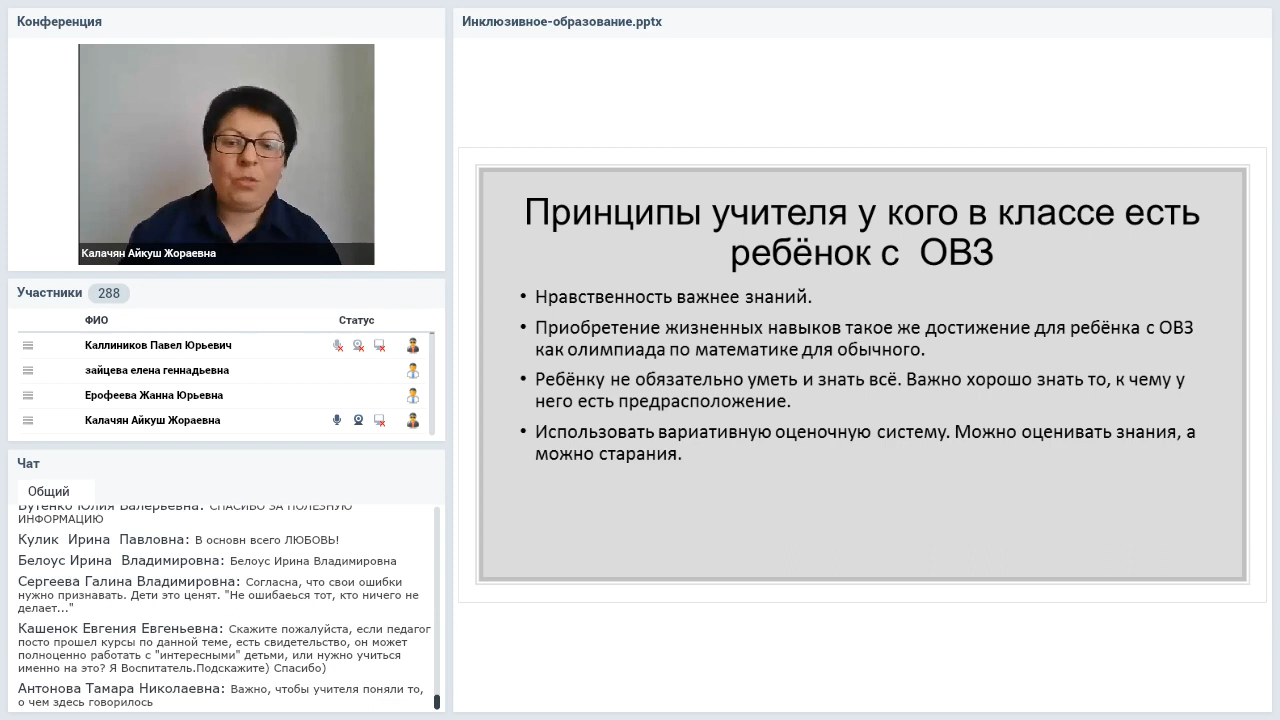 Конференция
Калачян Айкуш Жораевна
Участники 288
ФИО Статус
Каллиников Павел Юрьевич
зайцева елена геннадьевна
Ерофеева Жанна Юрьевна
Калачян Айкуш Жораевна
Чат
Общий
Бутенко Юлия Валерьевна: СПАСИБО ЗА ПОЛЕЗНУЮ
ИНФОРМАЦИЮ
Кулик Ирина Павловна: В основн всего ЛЮБОВЬ!
Белоус Ирина Владимировна: Белоус Ирина Владимировна
Сергеева Галина Владимировна: Согласна, что свои ошибки
нужно признавать. Дети это ценят. "Не ошибаеься тот, кто ничего не
делает..."
Кашенок Евгения Евгеньевна: Скажите пожалуйста, если педагог
посто прошел курсы по данной теме, есть свидетельство, он может
полноценно работать с "интересными" детьми, или нужно учиться
именно на это? Я Воспитатель.Подскажите) Спасибо)
Антонова Тамара Николаевна: Важно, чтобы учителя поняли то,
о чем здесь говорилось
Инклюзивное-образование.pptx
Принципы учителя у кого в классе есть
ребёнок с ОВЗ
• Нравственность важнее знаний.
• Приобретение жизненных навыков такое же достижение для ребёнка с ОВЗ
как олимпиада по математике для обычного.
• Ребёнку не обязательно уметь и знать всё. Важно хорошо знать то, к чему у
него есть предрасположение.
• Использовать вариативную оценочную систему. Можно оценивать знания, а
можно старания.